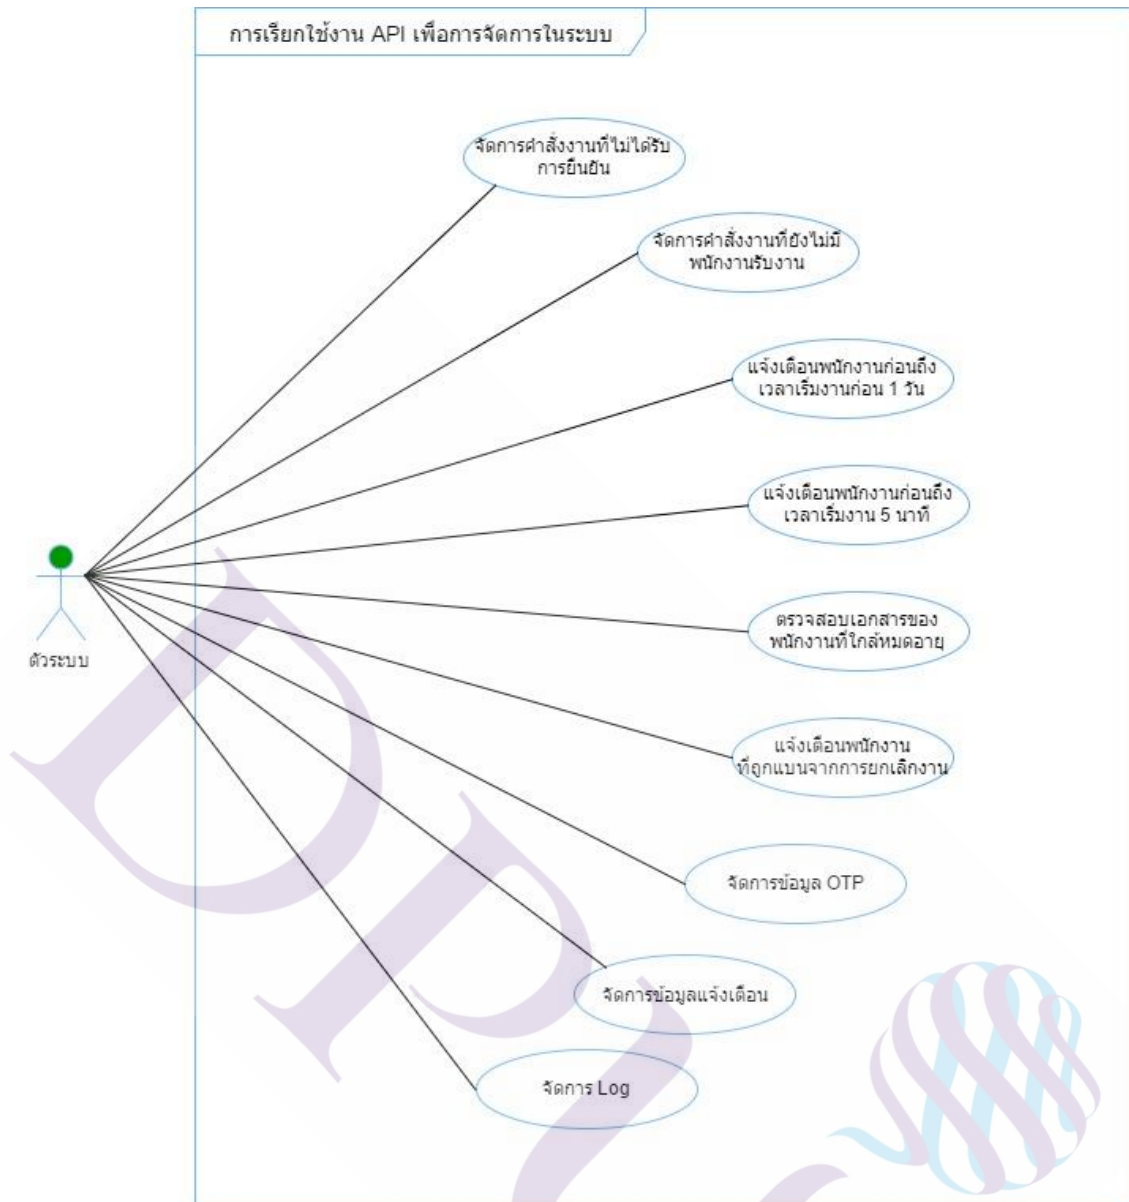 การเรียกใช้งาน API เพื่อการจัดการในระบบ
จัดการคำสั่งงานที่ไม่ได้รับ
การยืนยัน
จัดการคำสั่งงานที่ยังไม่มี
พนักงานรับงาน
แจ้งเตือนพนักงานก่อนถึง
เวลาเริ่มงานก่อน 1 วัน
แจ้งเตือนพนักงานก่อนถึง
เวลาเริ่มงาน 5 นาที
ตรวจสอบเอกสารของ
พนักงานที่ใกล้หมดอายุ
ตัวระบบ
แจ้งเตือนพนักงาน
ที่ถูกแบนจากการยกเลิกงาน
จัดการข้อมูล OTP
จัดการข้อมูลแจ้งเตือน
จัดการ Log